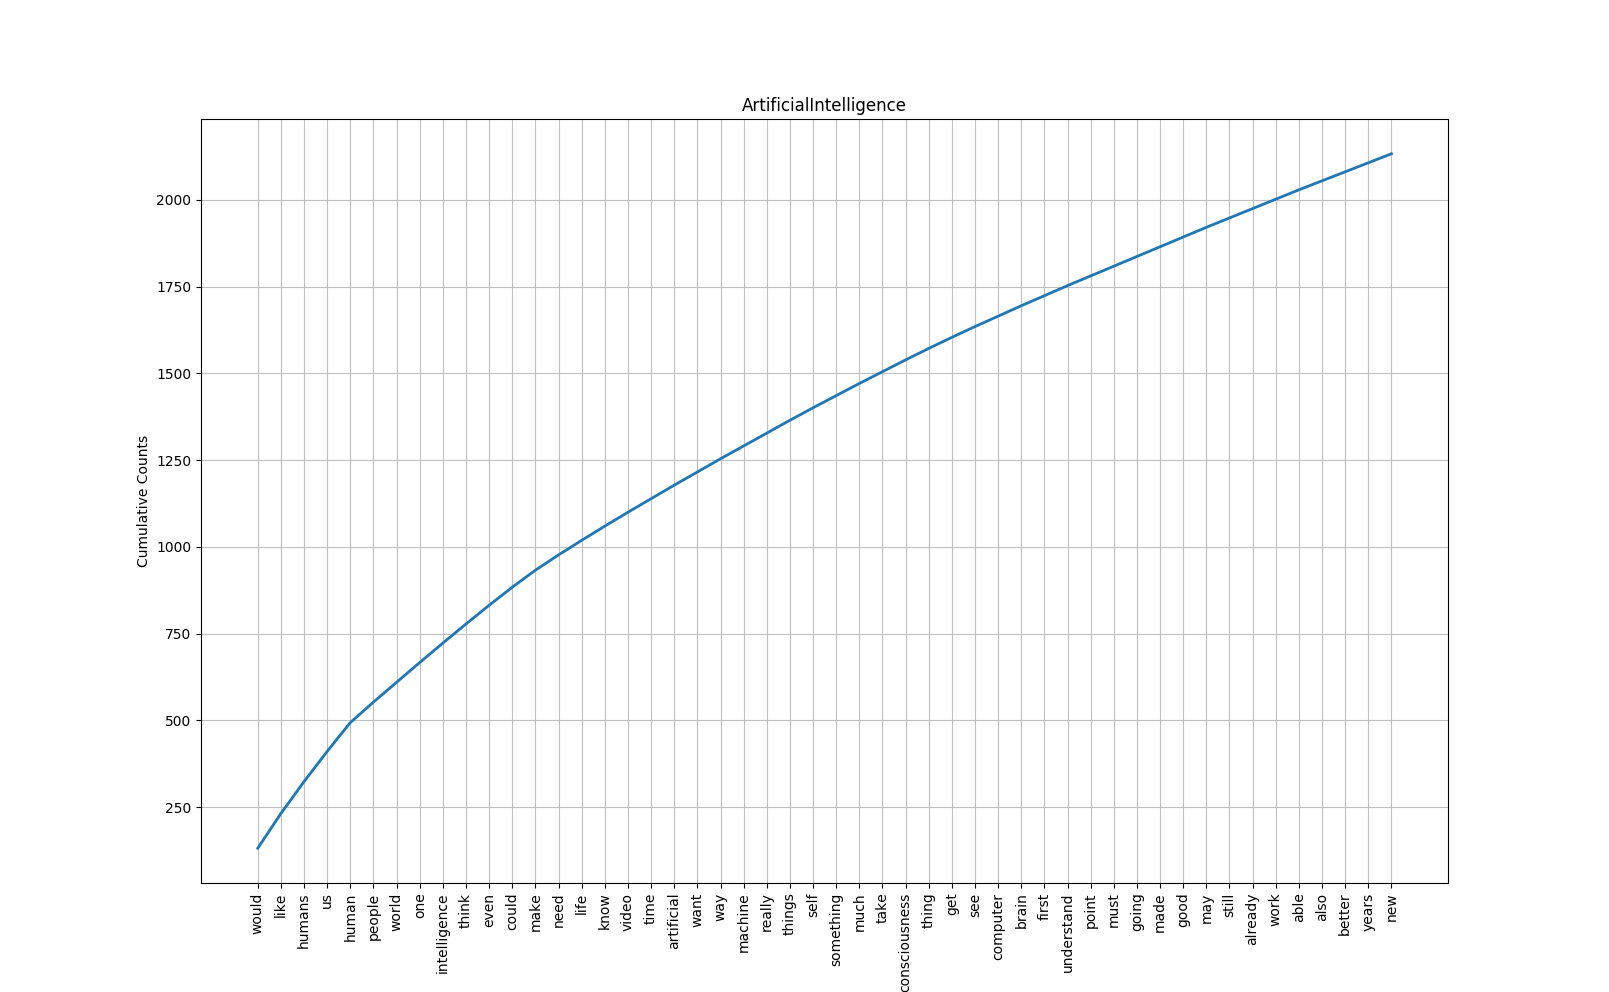 ArtificialIntelligence
Cumulative Counts
2000
1750
1500
1250
1000
750
500
250
would
like
humans
us
human
people
world
one
intelligence
think
even
could
make
need
life
know
video
time
artificial
want
way
machine
really
things
self
something
much
take
consciousness
thing
get
see
computer
brain
first
understand
point
must
going
made
good
may
still
already
work
able
also
better
years
new